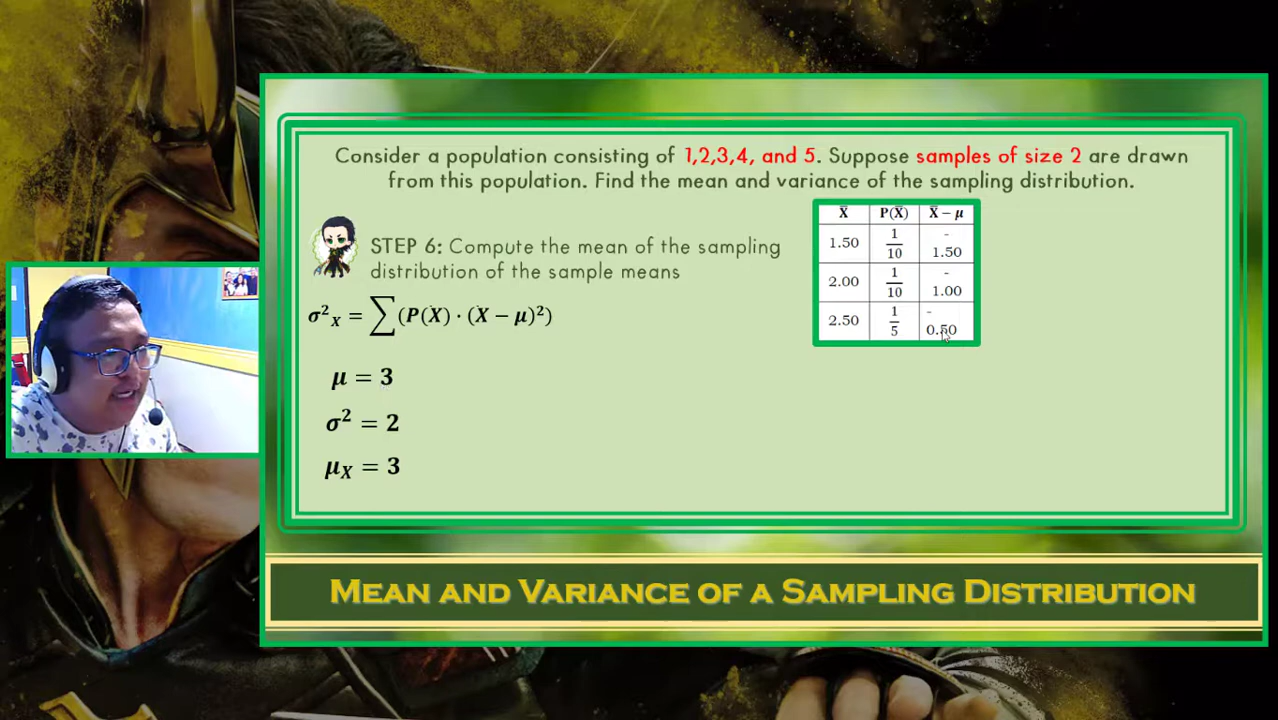 Consider a population consisting of 1,2,3,4, and 5. Suppose samples of size 2 are drawn
from this population. Find the mean and variance of the sampling distribution.
STEP 6: Compute the mean of the sampling
distribution of the sample means
σ²_X = ∑(P(Ẋ) · (Ẋ − μ)²)
μ = 3
σ² = 2
μ_X = 3
X̅ P(X̅) X̅ − μ
1.50 1/10 -1.50
2.00 1/10 -1.00
2.50 1/5 -0.50
MEAN AND VARIANCE OF A SAMPLING DISTRIBUTION